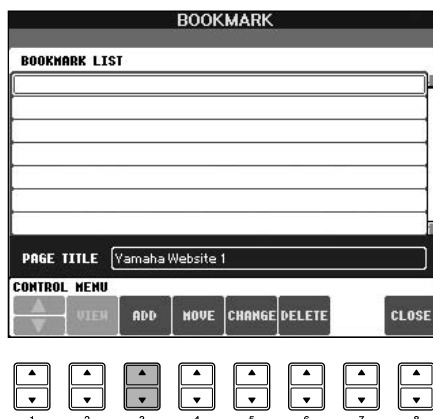 BOOKMARK
BOOKMARK LIST
PAGE TITLE Yamaha Website 1
CONTROL MENU
VIEW ADD MOVE CHANGE DELETE CLOSE
1 2 3 4 5 6 7 8